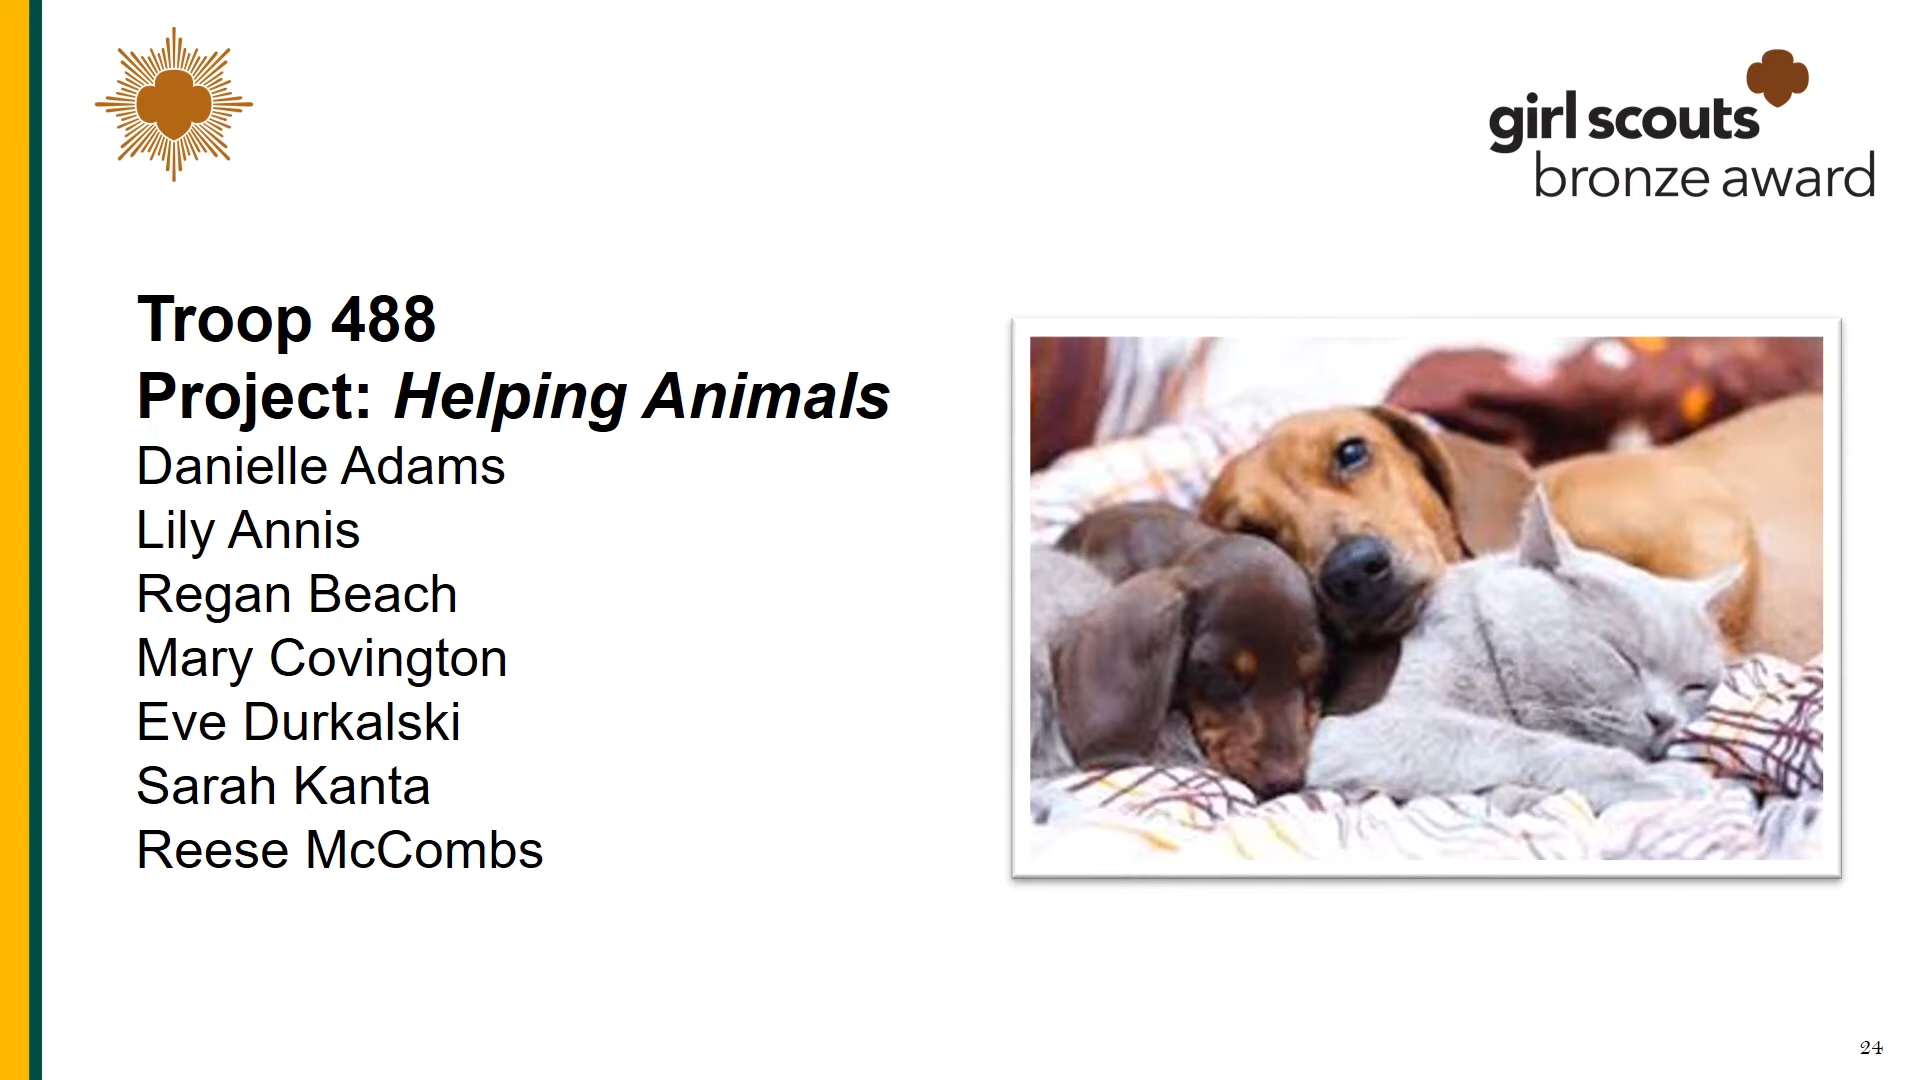 girl scouts
bronze award
Troop 488
Project: Helping Animals
Danielle Adams
Lily Annis
Regan Beach
Mary Covington
Eve Durkalski
Sarah Kanta
Reese McCombs
24